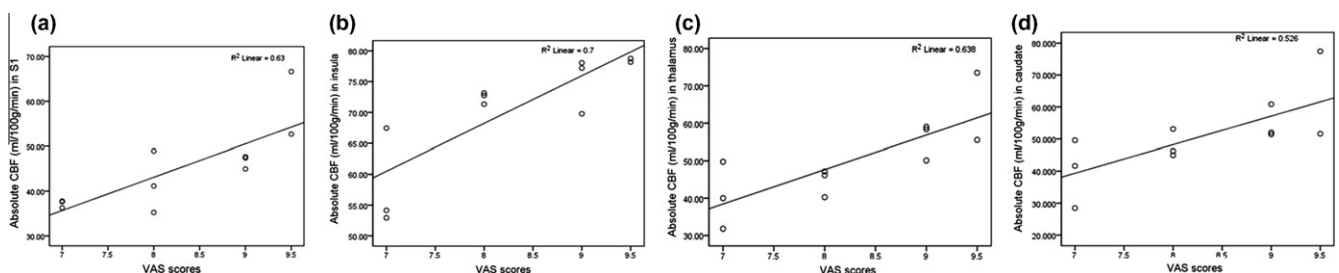 (a)
R² Linear = 0.63
Absolute CBF (ml/100g/min) in S1
70.00
60.00
50.00
40.00
30.00
7 7.5 8 8.5 9 9.5
VAS scores
(b)
R² Linear = 0.7
Absolute CBF (ml/100g/min) in insula
80.00
75.00
70.00
65.00
60.00
55.00
50.00
7 7.5 8 8.5 9 9.5
VAS scores
(c)
R² Linear = 0.638
Absolute CBF (ml/100g/min) in thalamus
80.00
70.00
60.00
50.00
40.00
30.00
7 7.5 8 8.5 9 9.5
VAS scores
(d)
R² Linear = 0.526
Absolute CBF (ml/100g/min) in caudate
80.000
70.000
60.000
50.000
40.000
30.000
20.000
7 7.5 8 8.5 9 9.5
VAS scores